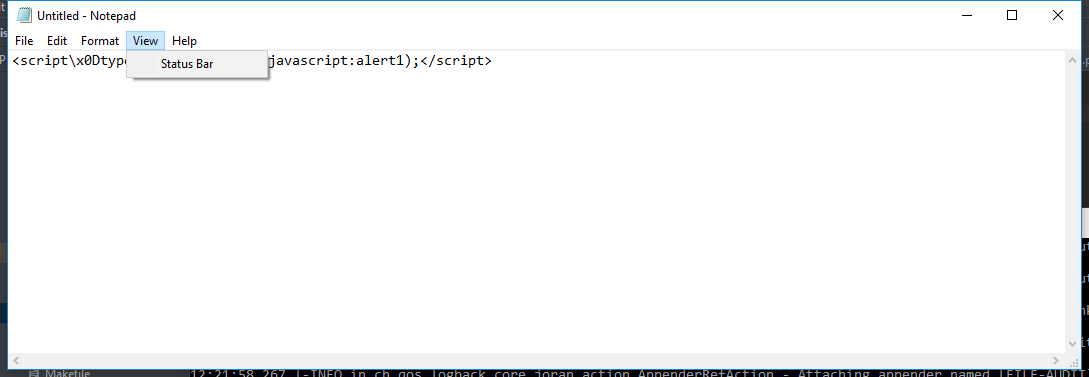 Untitled - Notepad
File Edit Format View Help
<script\x0Dtyp javascript:alert1);</script>
Status Bar
Makefile
12:21:58,267 |-INFO in ch.qos.logback.core.joran.action.AppenderRefAction - Attaching appender named [FILE-AUDIT